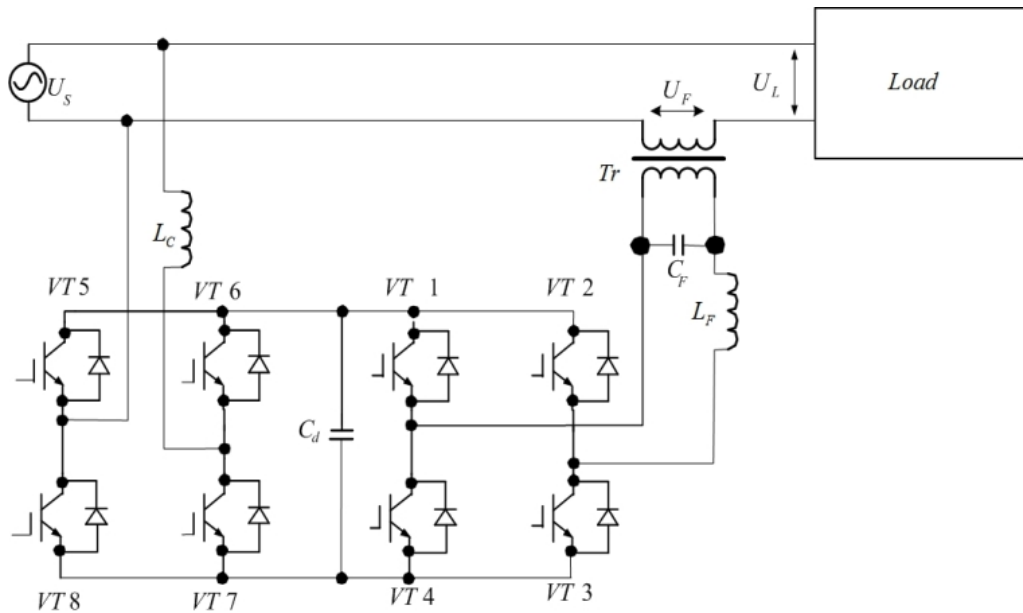 U_S
U_F
U_L
Load
Tr
L_C
C_F
L_F
VT 5
VT 6
VT 1
VT 2
C_d
VT 8
VT 7
VT 4
VT 3